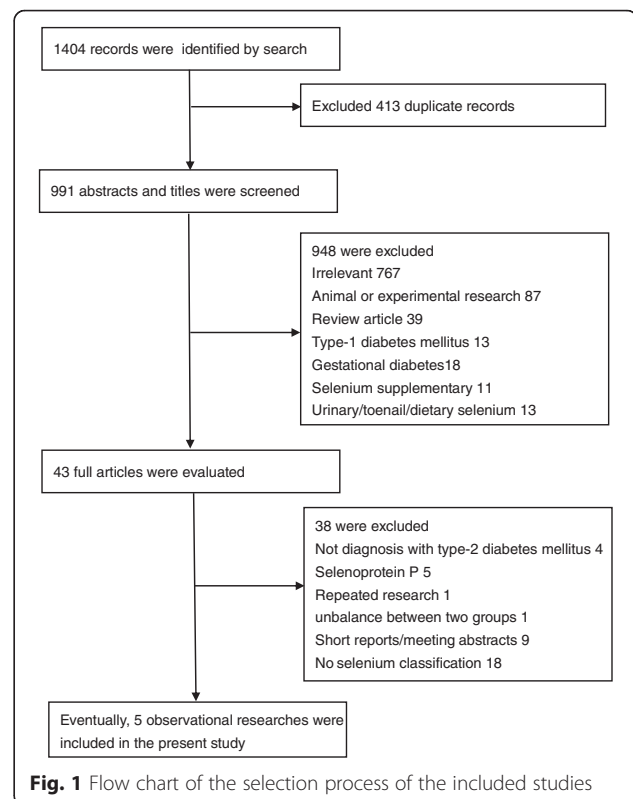 1404 records were identified by search
Excluded 413 duplicate records
991 abstracts and titles were screened
948 were excluded
Irrelevant 767
Animal or experimental research 87
Review article 39
Type-1 diabetes mellitus 13
Gestational diabetes18
Selenium supplementary 11
Urinary/toenail/dietary selenium 13
43 full articles were evaluated
38 were excluded
Not diagnosis with type-2 diabetes mellitus 4
Selenoprotein P 5
Repeated research 1
unbalance between two groups 1
Short reports/meeting abstracts 9
No selenium classification 18
Eventually, 5 observational researches were
included in the present study
Fig. 1 Flow chart of the selection process of the included studies